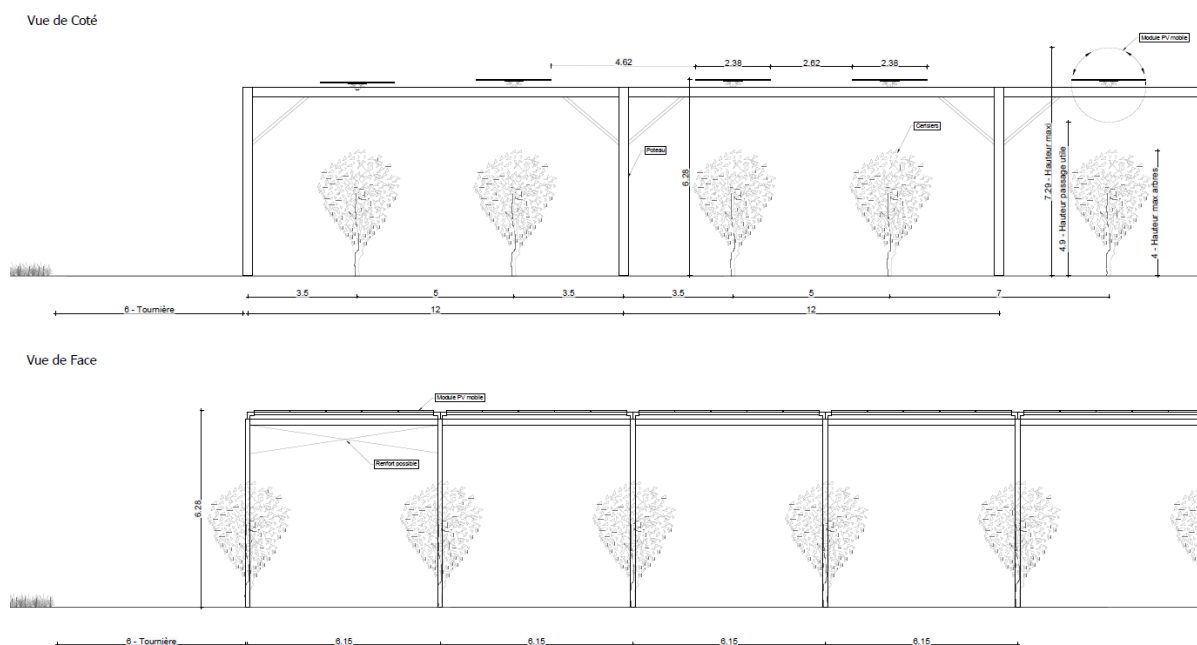 Vue de Coté
Module PV mobile
4.62
2.38
2.62
2.38
Cerisiers
Poteau
6.28
7.29 - Hauteur maxi
4.9 - Hauteur passage utile
4 - Hauteur max arbres
3.5
5
3.5
3.5
5
7
6 - Tournière
12
12
Vue de Face
Module PV mobile
Renfort possible
6.28
6 - Tournière
6.15
6.15
6.15
6.15